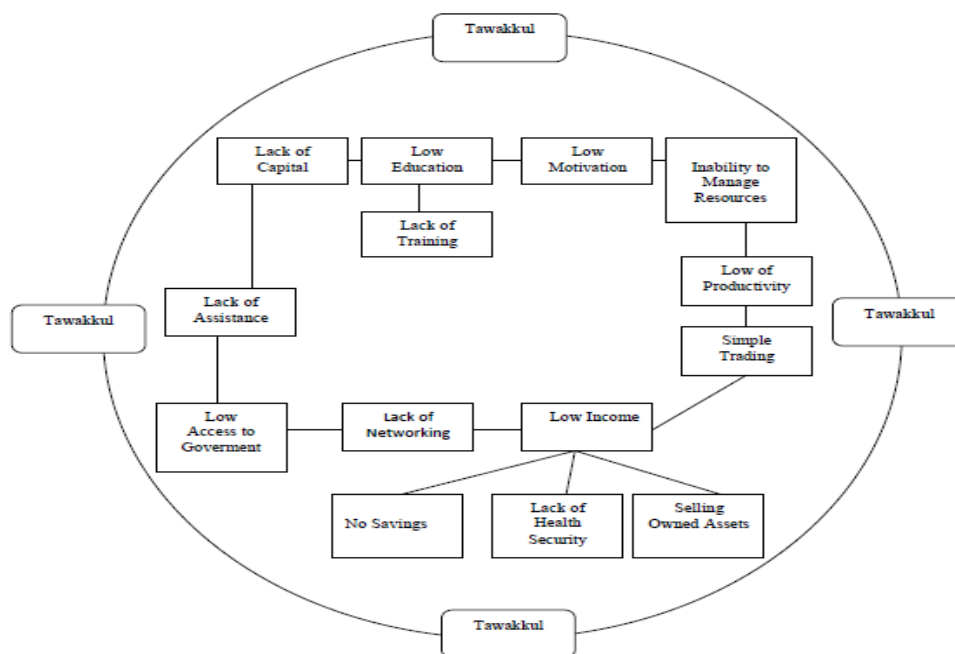 Tawakkul
Lack of
Capital
Low
Education
Low
Motivation
Inability to
Manage
Resources
Lack of
Training
Low of
Productivity
Lack of
Assistance
Tawakkul
Tawakkul
Simple
Trading
Low
Access to
Goverment
Lack of
Networking
Low Income
No Savings
Lack of
Health
Security
Selling
Owned Assets
Tawakkul